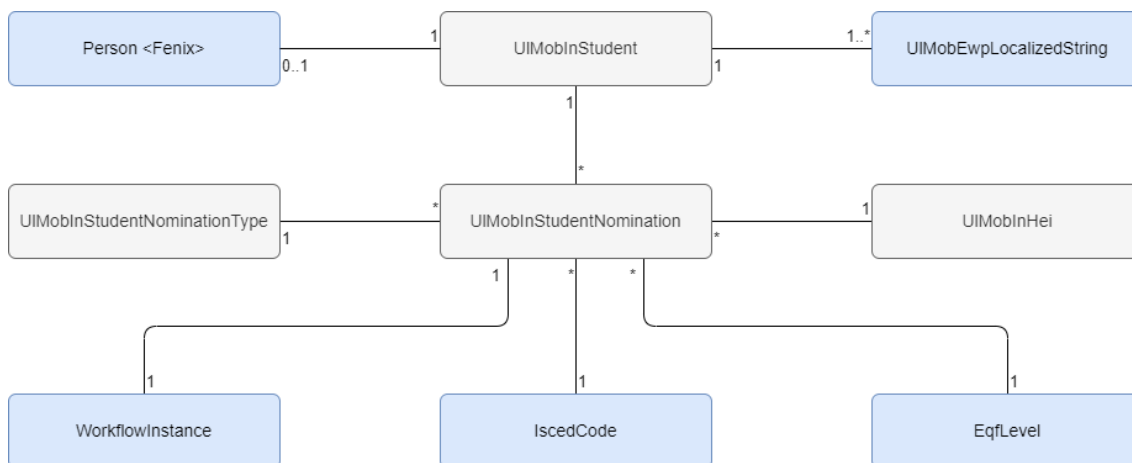 Person <Fenix>
1
0..1
UIMobInStudent
1..*
1
UIMobEwpLocalizedString
1
*
UIMobInStudentNominationType
*
1
UIMobInStudentNomination
1
*
UIMobInHei
1
*
*
1
1
1
WorkflowInstance
IscedCode
EqfLevel